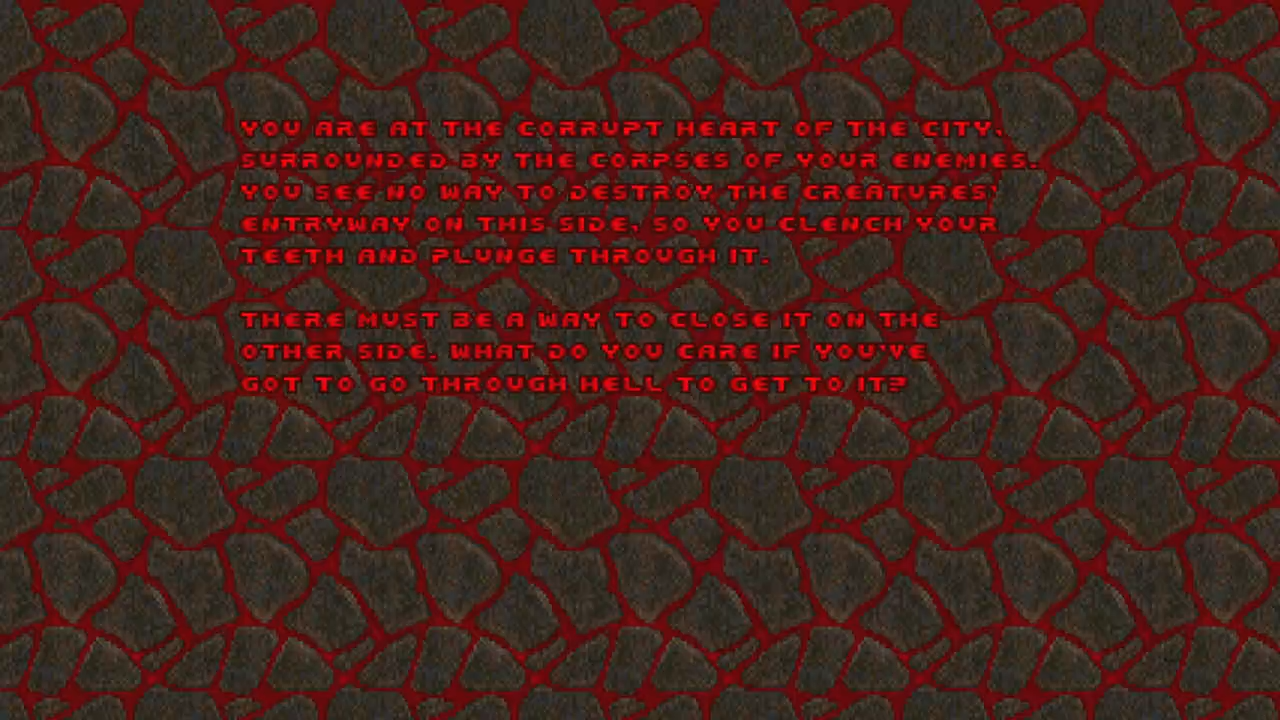 YOU ARE AT THE CORRUPT HEART OF THE CITY,
SURROUNDED BY THE CORPSES OF YOUR ENEMIES.
YOU SEE NO WAY TO DESTROY THE CREATURES'
ENTRYWAY ON THIS SIDE, SO YOU CLENCH YOUR
TEETH AND PLUNGE THROUGH IT.
THERE MUST BE A WAY TO CLOSE IT ON THE
OTHER SIDE. WHAT DO YOU CARE IF YOU'VE
GOT TO GO THROUGH HELL TO GET TO IT?